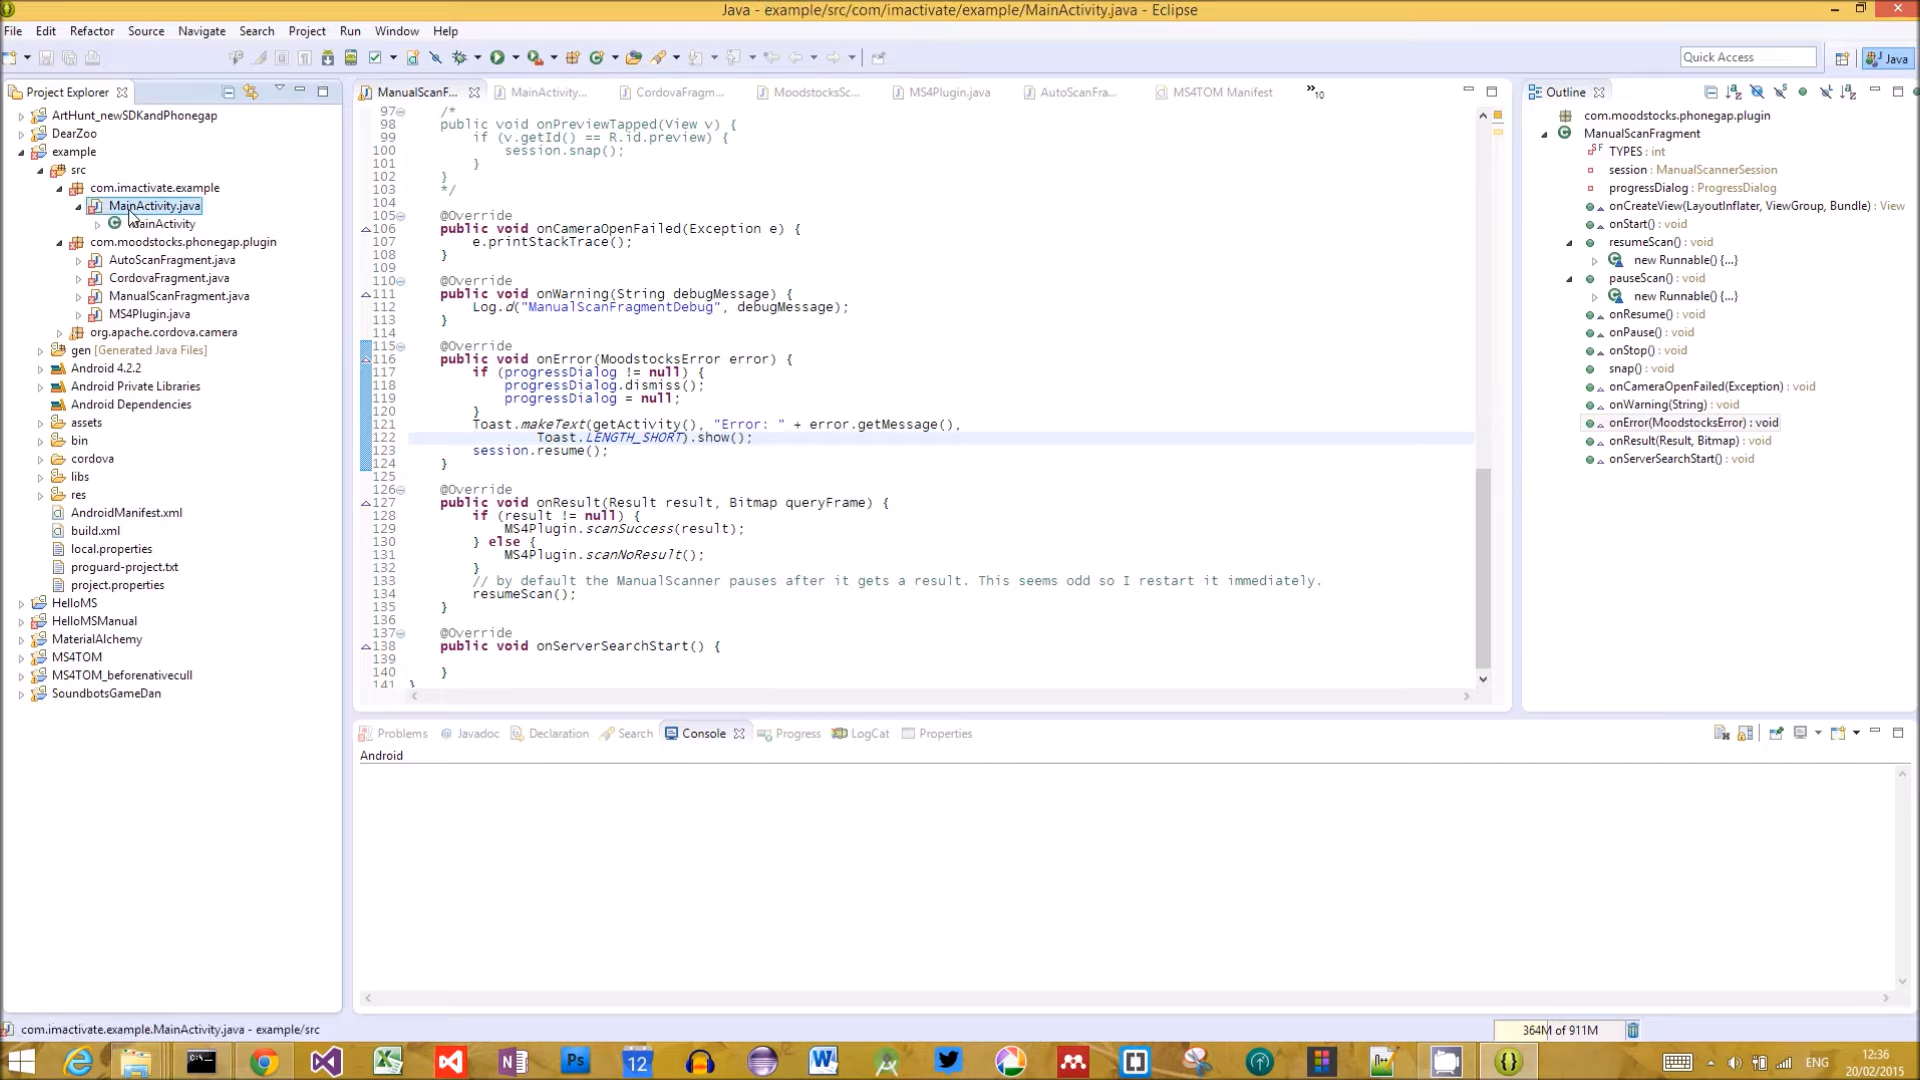 Java - example/src/com/imactivate/example/MainActivity.java - Eclipse
File Edit Refactor Source Navigate Search Project Run Window Help
Quick Access
Java
Project Explorer
ArtHunt_newSDKandPhonegap
DearZoo
example
src
com.imactivate.example
MainActivity.java
MainActivity
com.moodstocks.phonegap.plugin
AutoScanFragment.java
CordovaFragment.java
ManualScanFragment.java
MS4Plugin.java
org.apache.cordova.camera
gen [Generated Java Files]
Android 4.2.2
Android Private Libraries
Android Dependencies
assets
bin
cordova
libs
res
AndroidManifest.xml
build.xml
local.properties
proguard-project.txt
project.properties
HelloMS
HelloMSManual
MaterialAlchemy
MS4TOM
MS4TOM_beforenativecull
SoundbotsGameDan
ManualScanF... MainActivity... CordovaFragm... MoodstocksSc... MS4Plugin.java AutoScanFra... MS4TOM Manifest »10
97 /*
98 public void onPreviewTapped(View v) {
99 if (v.getId() == R.id.preview) {
100 session.snap();
101 }
102 }
103 */
104
105 @Override
106 public void onCameraOpenFailed(Exception e) {
107 e.printStackTrace();
108 }
109
110 @Override
111 public void onWarning(String debugMessage) {
112 Log.d("ManualScanFragmentDebug", debugMessage);
113 }
114
115 @Override
116 public void onError(MoodstocksError error) {
117 if (progressDialog != null) {
118 progressDialog.dismiss();
119 progressDialog = null;
120 }
121 Toast.makeText(getActivity(), "Error: " + error.getMessage(),
122 Toast.LENGTH_SHORT).show();
123 session.resume();
124 }
125
126 @Override
127 public void onResult(Result result, Bitmap queryFrame) {
128 if (result != null) {
129 MS4Plugin.scanSuccess(result);
130 } else {
131 MS4Plugin.scanNoResult();
132 }
133 // by default the ManualScanner pauses after it gets a result. This seems odd so I restart it immediately.
134 resumeScan();
135 }
136
137 @Override
138 public void onServerSearchStart() {
139
140 }
141 }
Outline
com.moodstocks.phonegap.plugin
ManualScanFragment
TYPES : int
session : ManualScannerSession
progressDialog : ProgressDialog
onCreateView(LayoutInflater, ViewGroup, Bundle) : View
onStart() : void
resumeScan() : void
new Runnable() {...}
pauseScan() : void
new Runnable() {...}
onResume() : void
onPause() : void
onStop() : void
snap() : void
onCameraOpenFailed(Exception) : void
onWarning(String) : void
onError(MoodstocksError) : void
onResult(Result, Bitmap) : void
onServerSearchStart() : void
Problems Javadoc Declaration Search Console Progress LogCat Properties
Android
com.imactivate.example.MainActivity.java - example/src
364M of 911M
ENG
12:36
20/02/2015